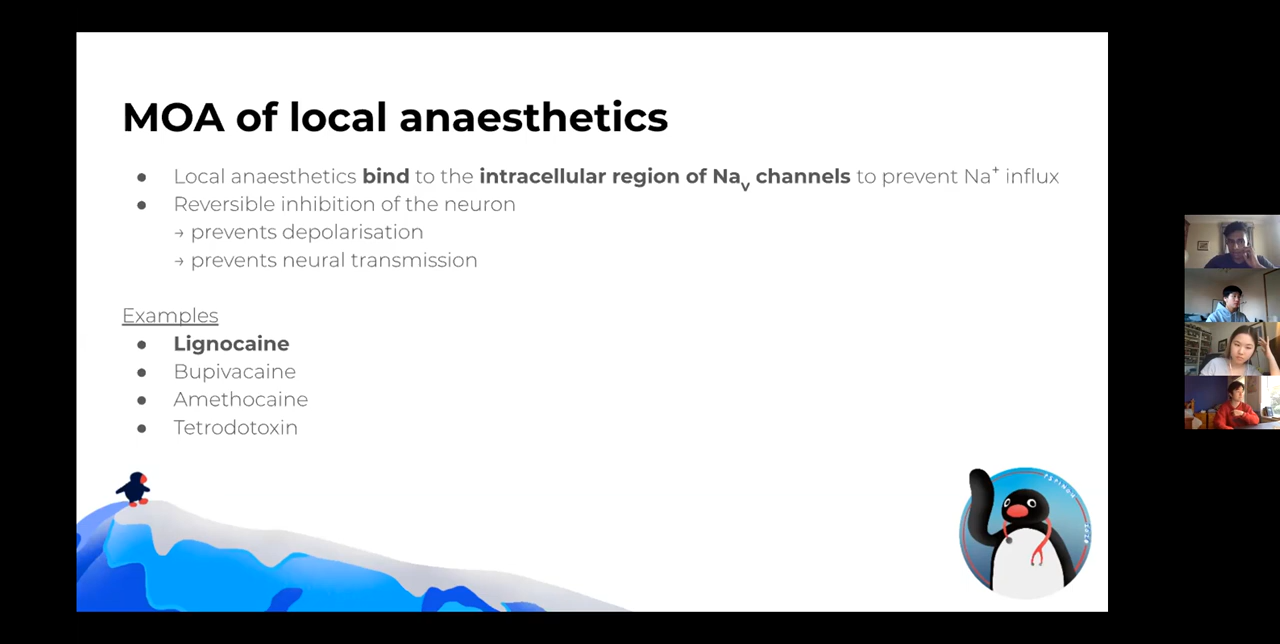 MOA of local anaesthetics
● Local anaesthetics bind to the intracellular region of Nav channels to prevent Na+ influx
● Reversible inhibition of the neuron
→ prevents depolarisation
→ prevents neural transmission
Examples
● Lignocaine
● Bupivacaine
● Amethocaine
● Tetrodotoxin